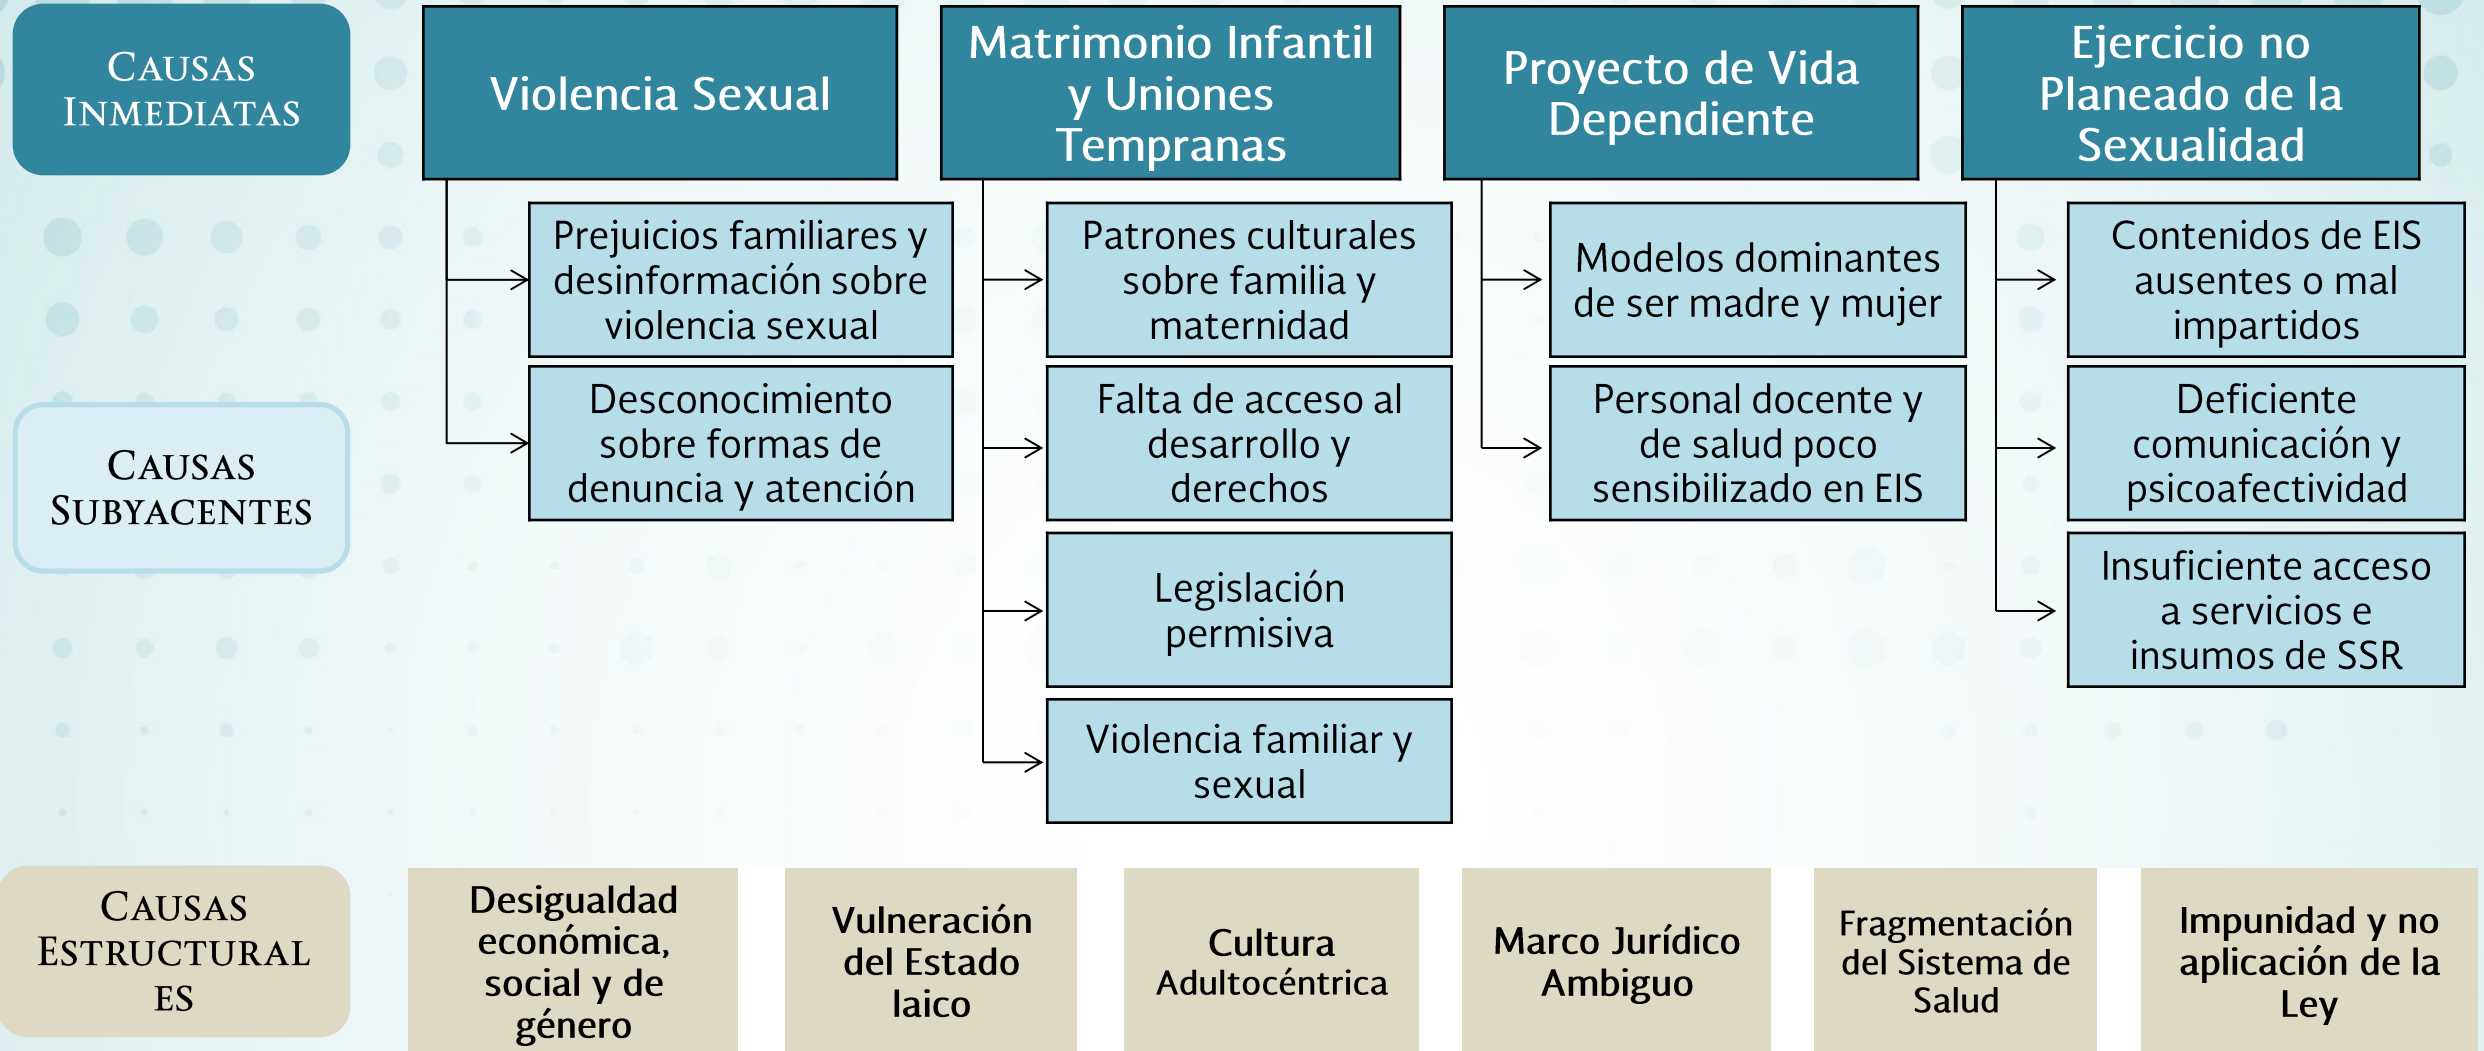 CAUSAS
INMEDIATAS
Violencia Sexual
Matrimonio Infantil
y Uniones
Tempranas
Proyecto de Vida
Dependiente
Ejercicio no
Planeado de la
Sexualidad
CAUSAS
SUBYACENTES
Prejuicios familiares y
desinformación sobre
violencia sexual
Desconocimiento
sobre formas de
denuncia y atención
Patrones culturales
sobre familia y
maternidad
Falta de acceso al
desarrollo y
derechos
Legislación
permisiva
Violencia familiar y
sexual
Modelos dominantes
de ser madre y mujer
Personal docente y
de salud poco
sensibilizado en EIS
Contenidos de EIS
ausentes o mal
impartidos
Deficiente
comunicación y
psicoafectividad
Insuficiente acceso
a servicios e
insumos de SSR
CAUSAS
ESTRUCTURAL
ES
Desigualdad
económica,
social y de
género
Vulneración
del Estado
laico
Cultura
Adultocéntrica
Marco Jurídico
Ambiguo
Fragmentación
del Sistema de
Salud
Impunidad y no
aplicación de la
Ley